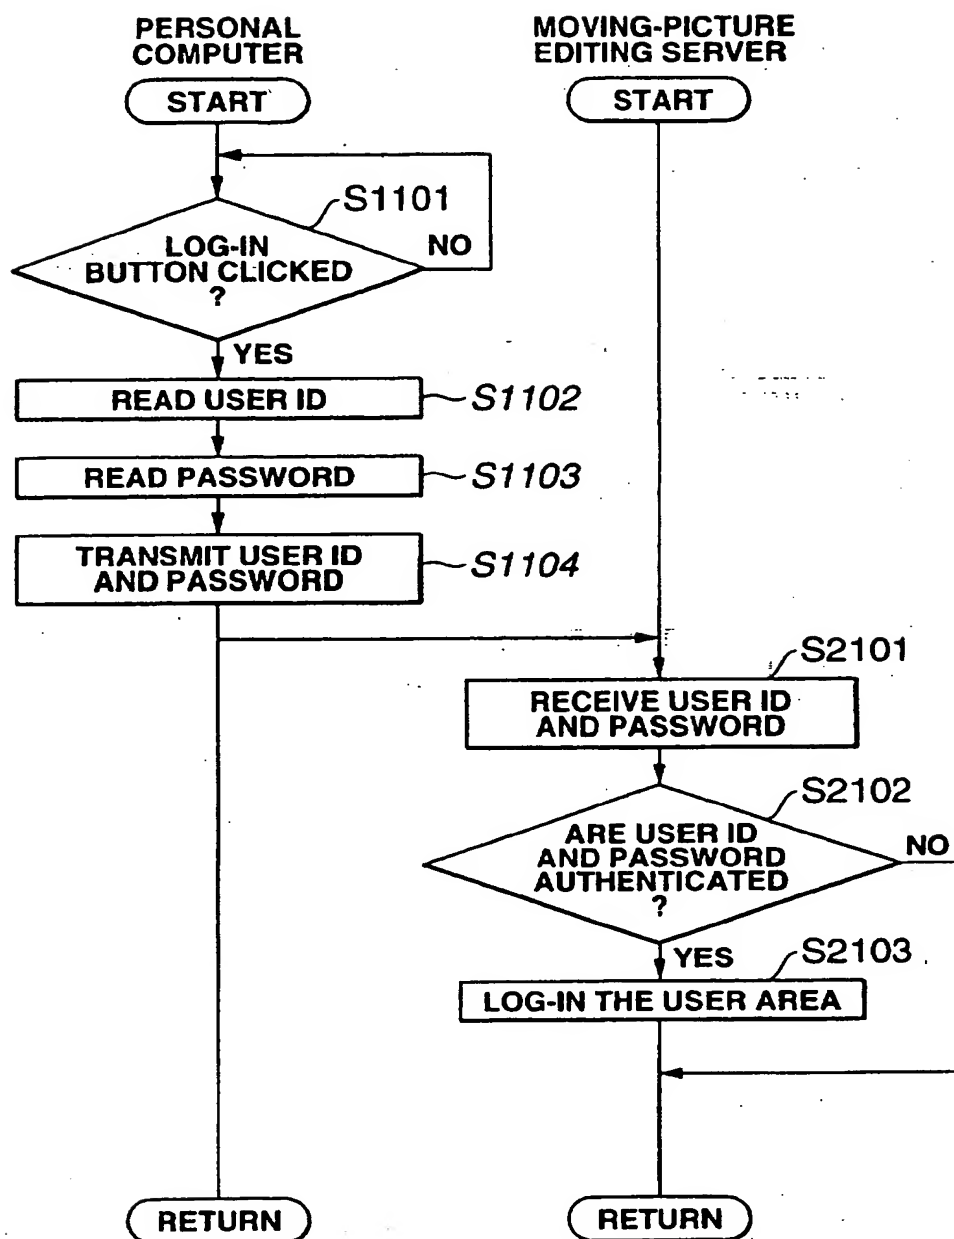 PERSONAL
COMPUTER
START
S1101
LOG-IN
BUTTON CLICKED
?
NO
YES
READ USER ID
S1102
READ PASSWORD
S1103
TRANSMIT USER ID
AND PASSWORD
S1104
RETURN
MOVING-PICTURE
EDITING SERVER
START
S2101
RECEIVE USER ID
AND PASSWORD
S2102
ARE USER ID
AND PASSWORD
AUTHENTICATED
?
NO
YES
S2103
LOG-IN THE USER AREA
RETURN